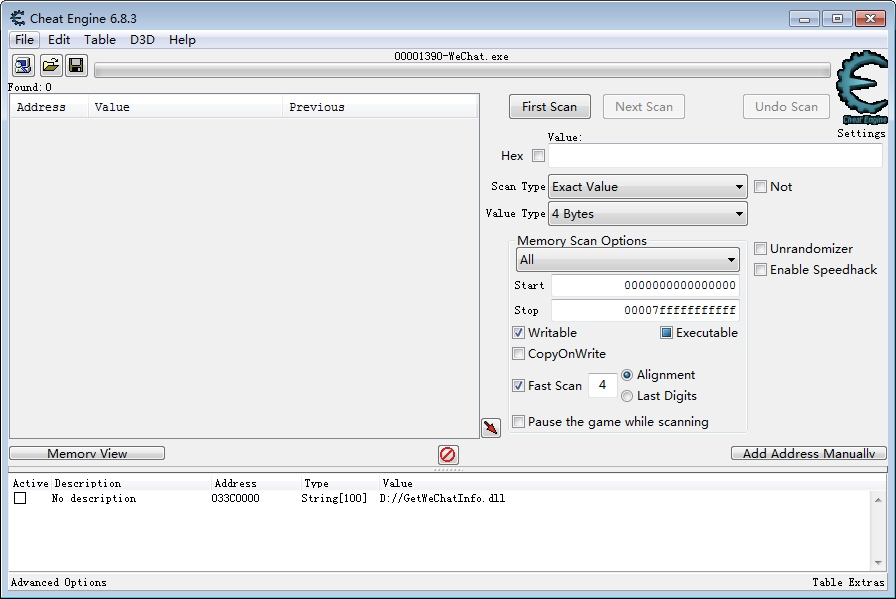 Cheat Engine 6.8.3
File Edit Table D3D Help
00001390-WeChat.exe
Found: 0
Address Value Previous
First Scan Next Scan Undo Scan
Cheat Engine
Settings
Value:
Hex
Scan Type Exact Value Not
Value Type 4 Bytes
Memory Scan Options
All
Unrandomizer
Enable Speedhack
Start 0000000000000000
Stop 00007fffffffffff
Writable Executable
CopyOnWrite
Fast Scan 4 Alignment
Last Digits
Pause the game while scanning
Memory View Add Address Manually
Active Description Address Type Value
No description 033C0000 String[100] D://GetWeChatInfo.dll
Advanced Options Table Extras